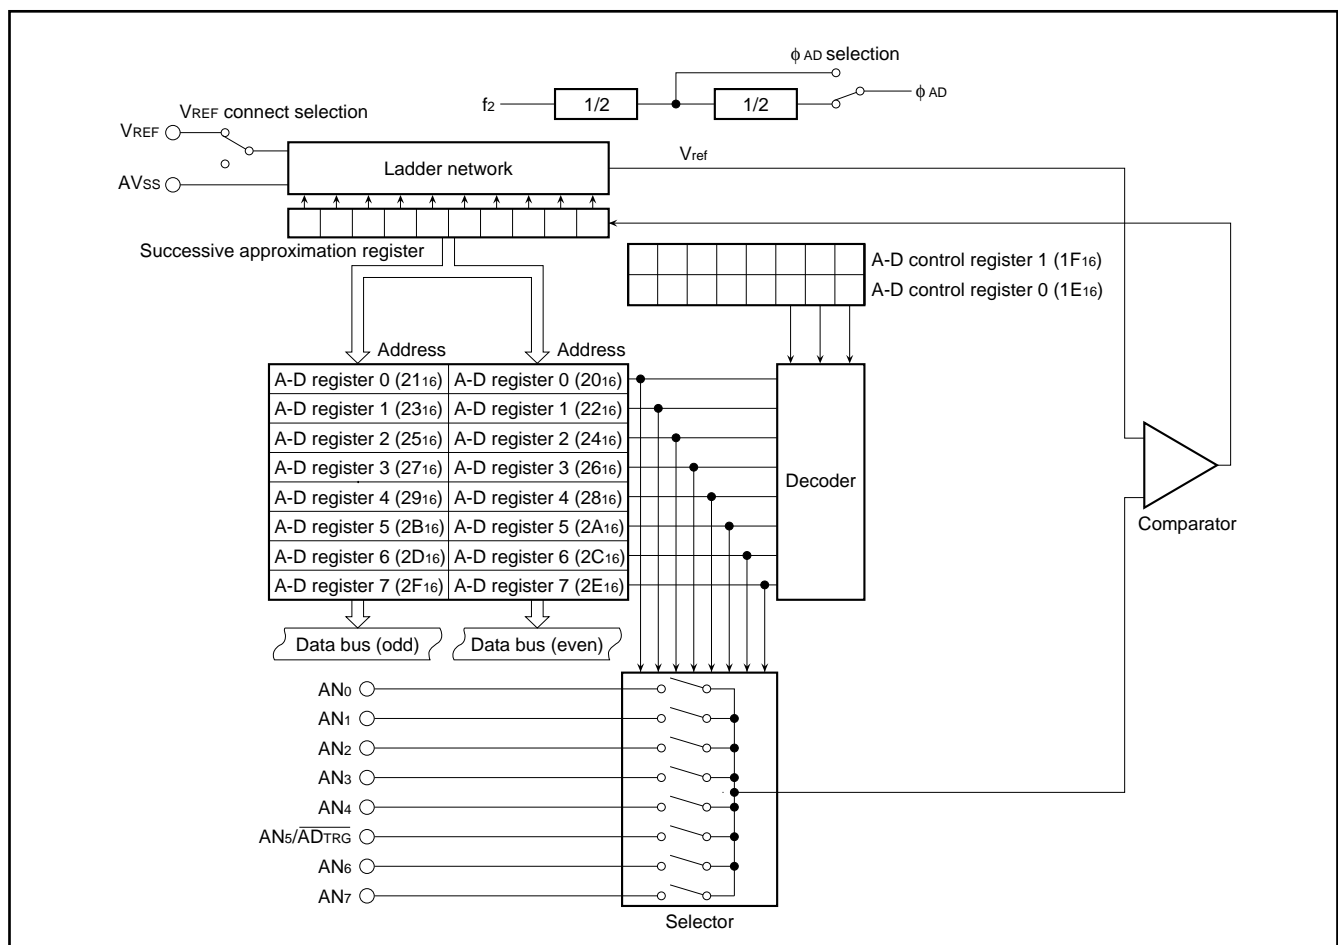 ϕ AD selection
f2 1/2 1/2 ϕ AD
VREF connect selection
VREF
Ladder network
Vref
AVSS
Successive approximation register
A-D control register 1 (1F16)
A-D control register 0 (1E16)
Address Address
A-D register 0 (2116) A-D register 0 (2016)
A-D register 1 (2316) A-D register 1 (2216)
A-D register 2 (2516) A-D register 2 (2416)
A-D register 3 (2716) A-D register 3 (2616)
A-D register 4 (2916) A-D register 4 (2816)
A-D register 5 (2B16) A-D register 5 (2A16)
A-D register 6 (2D16) A-D register 6 (2C16)
A-D register 7 (2F16) A-D register 7 (2E16)
Decoder
Comparator
Data bus (odd) Data bus (even)
AN0
AN1
AN2
AN3
AN4
AN5/ADTRG
AN6
AN7
Selector